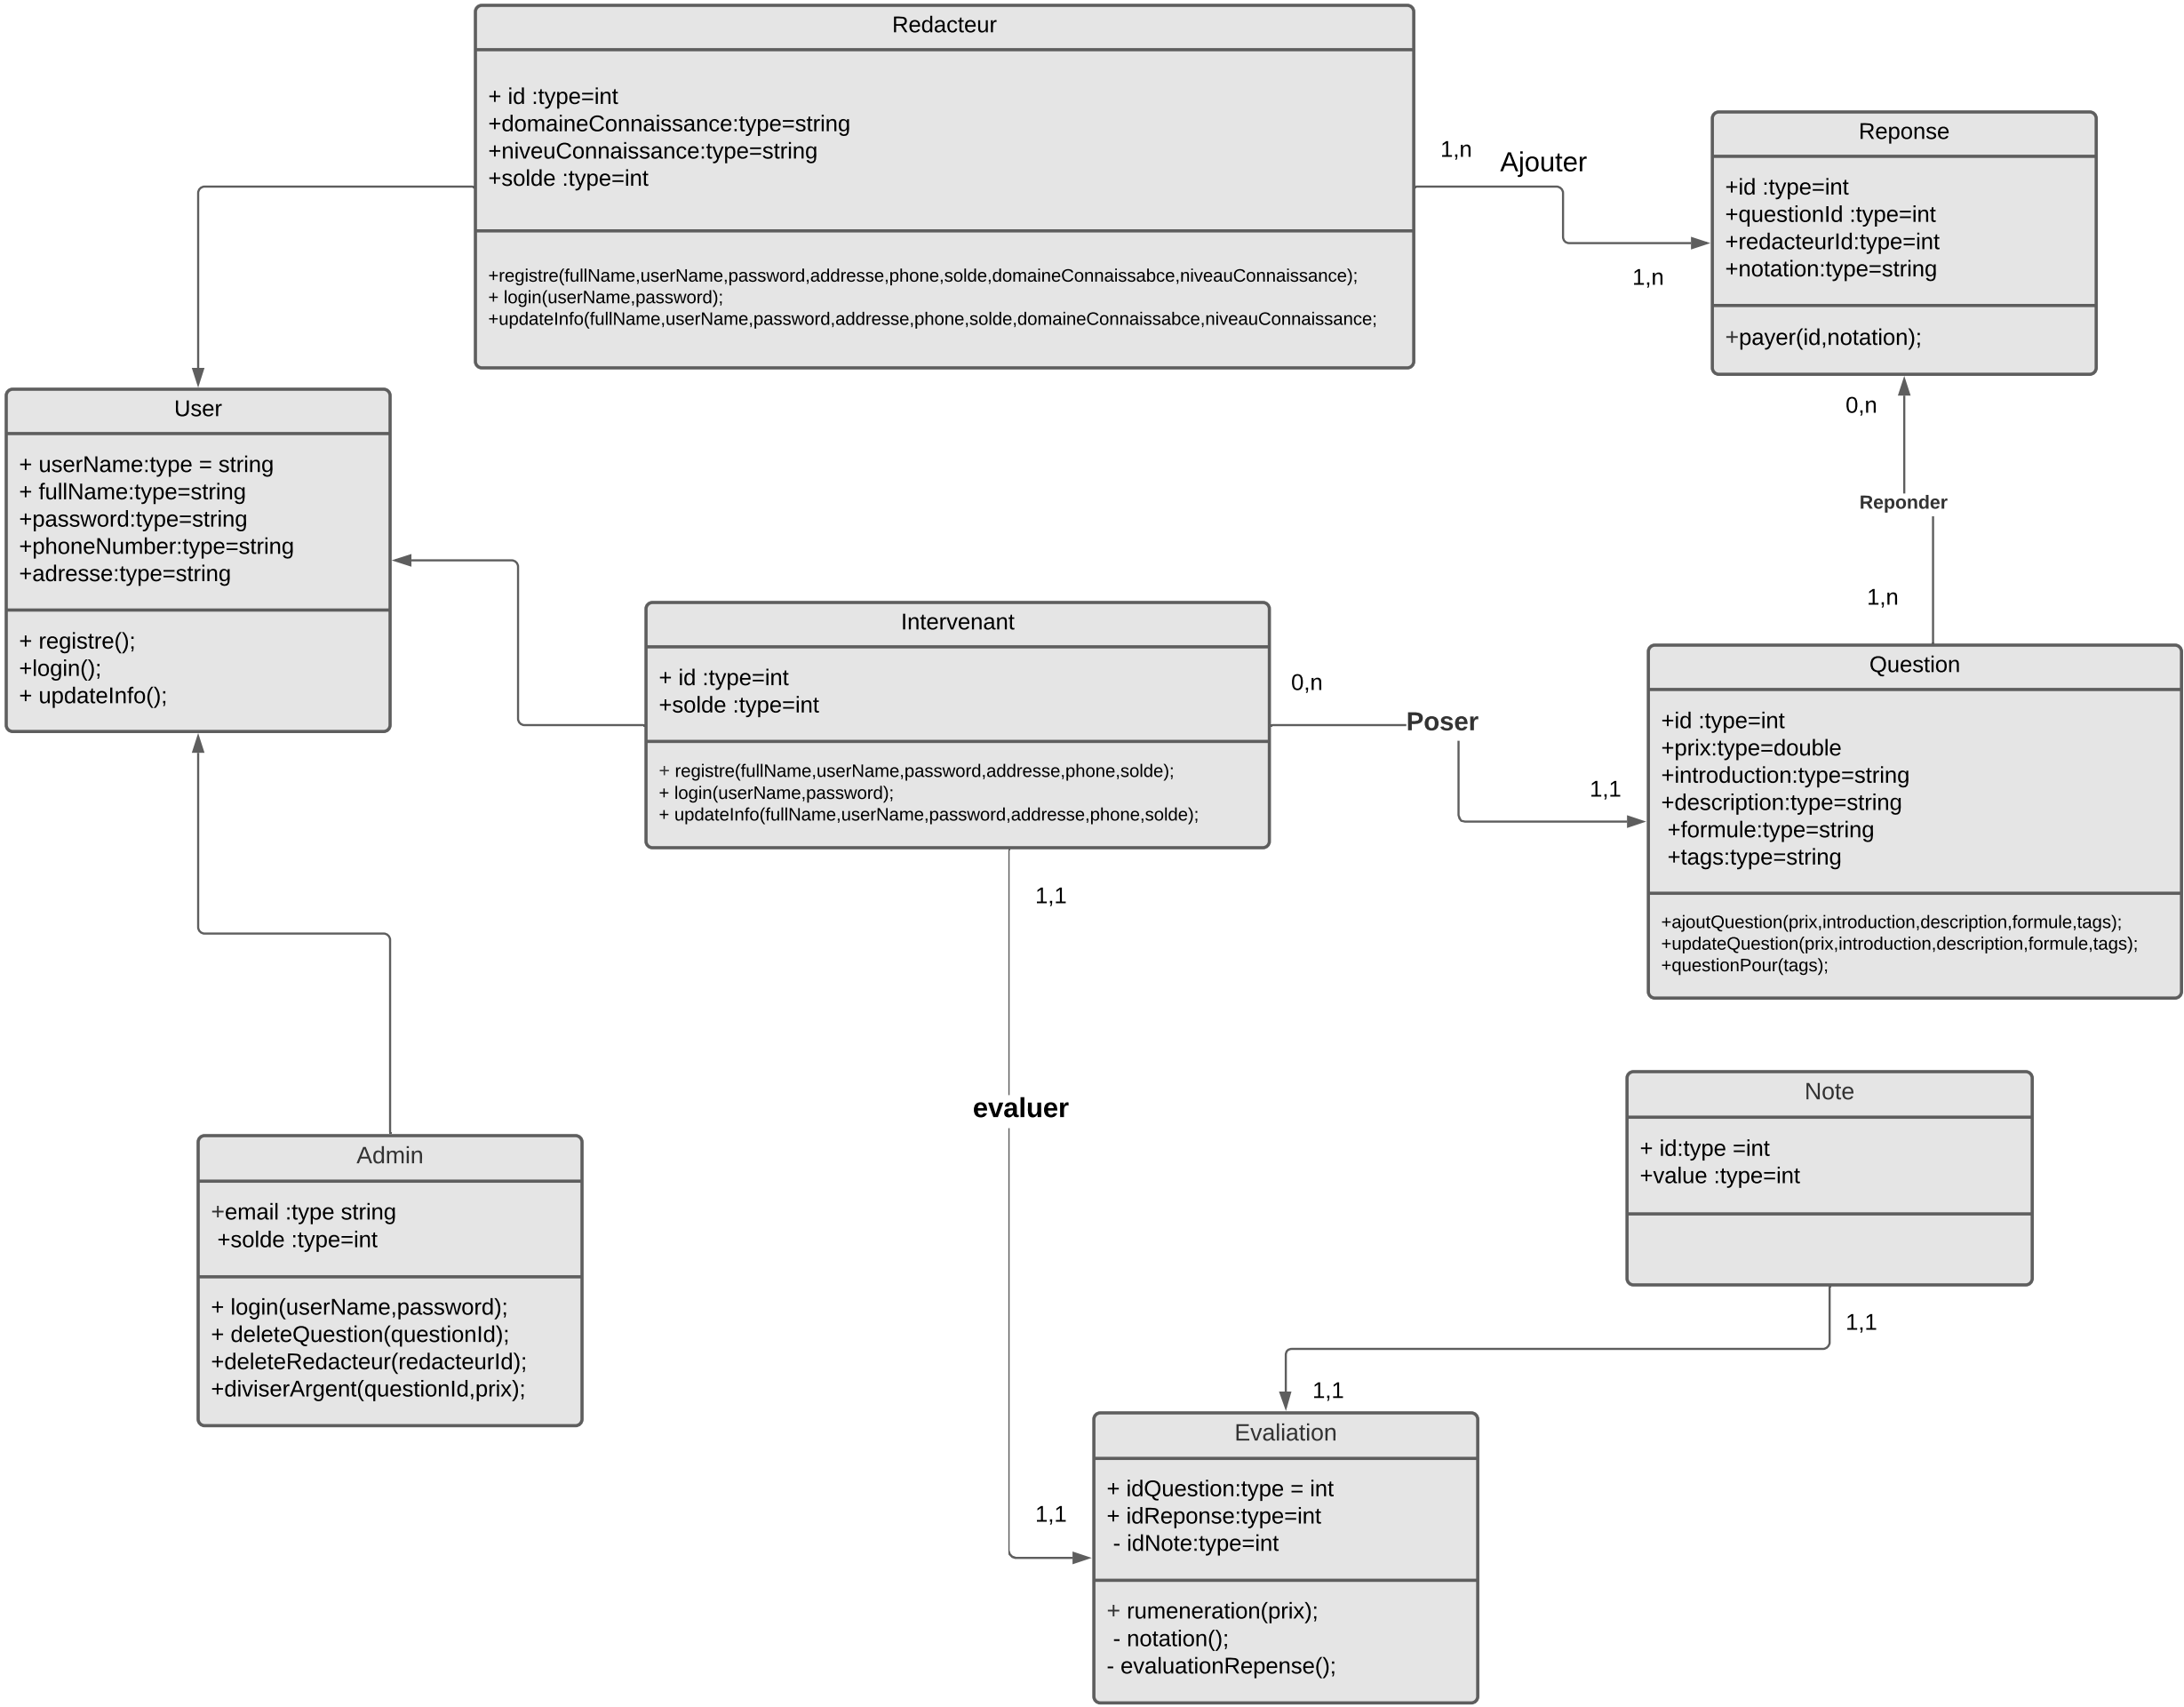 Redacteur
+ id :type=int
+domaineConnaissance:type=string
+niveuConnaissance:type=string
+solde :type=int
+registre(fullName,userName,password,addresse,phone,solde,domaineConnaissabce,niveauConnaissance);
+ login(userName,password);
+updateInfo(fullName,userName,password,addresse,phone,solde,domaineConnaissabce,niveauConnaissance;
1,n
Ajouter
1,n
Reponse
+id :type=int
+questionId :type=int
+redacteurId:type=int
+notation:type=string
+payer(id,notation);
0,n
Reponder
1,n
User
+ userName:type = string
+ fullName:type=string
+password:type=string
+phoneNumber:type=string
+adresse:type=string
+ registre();
+login();
+ updateInfo();
Intervenant
+ id :type=int
+solde :type=int
+ registre(fullName,userName,password,addresse,phone,solde);
+ login(userName,password);
+ updateInfo(fullName,userName,password,addresse,phone,solde);
0,n
Poser
1,1
Question
+id :type=int
+prix:type=double
+introduction:type=string
+description:type=string
+formule:type=string
+tags:type=string
+ajoutQuestion(prix,introduction,description,formule,tags);
+updateQuestion(prix,introduction,description,formule,tags);
+questionPour(tags);
1,1
evaluer
1,1
Admin
+email :type string
+solde :type=int
+ login(userName,password);
+ deleteQuestion(questionId);
+deleteRedacteur(redacteurId);
+diviserArgent(questionId,prix);
Note
+ id:type =int
+value :type=int
1,1
1,1
Evaliation
+ idQuestion:type = int
+ idReponse:type=int
- idNote:type=int
+ rumeneration(prix);
- notation();
- evaluationRepense();